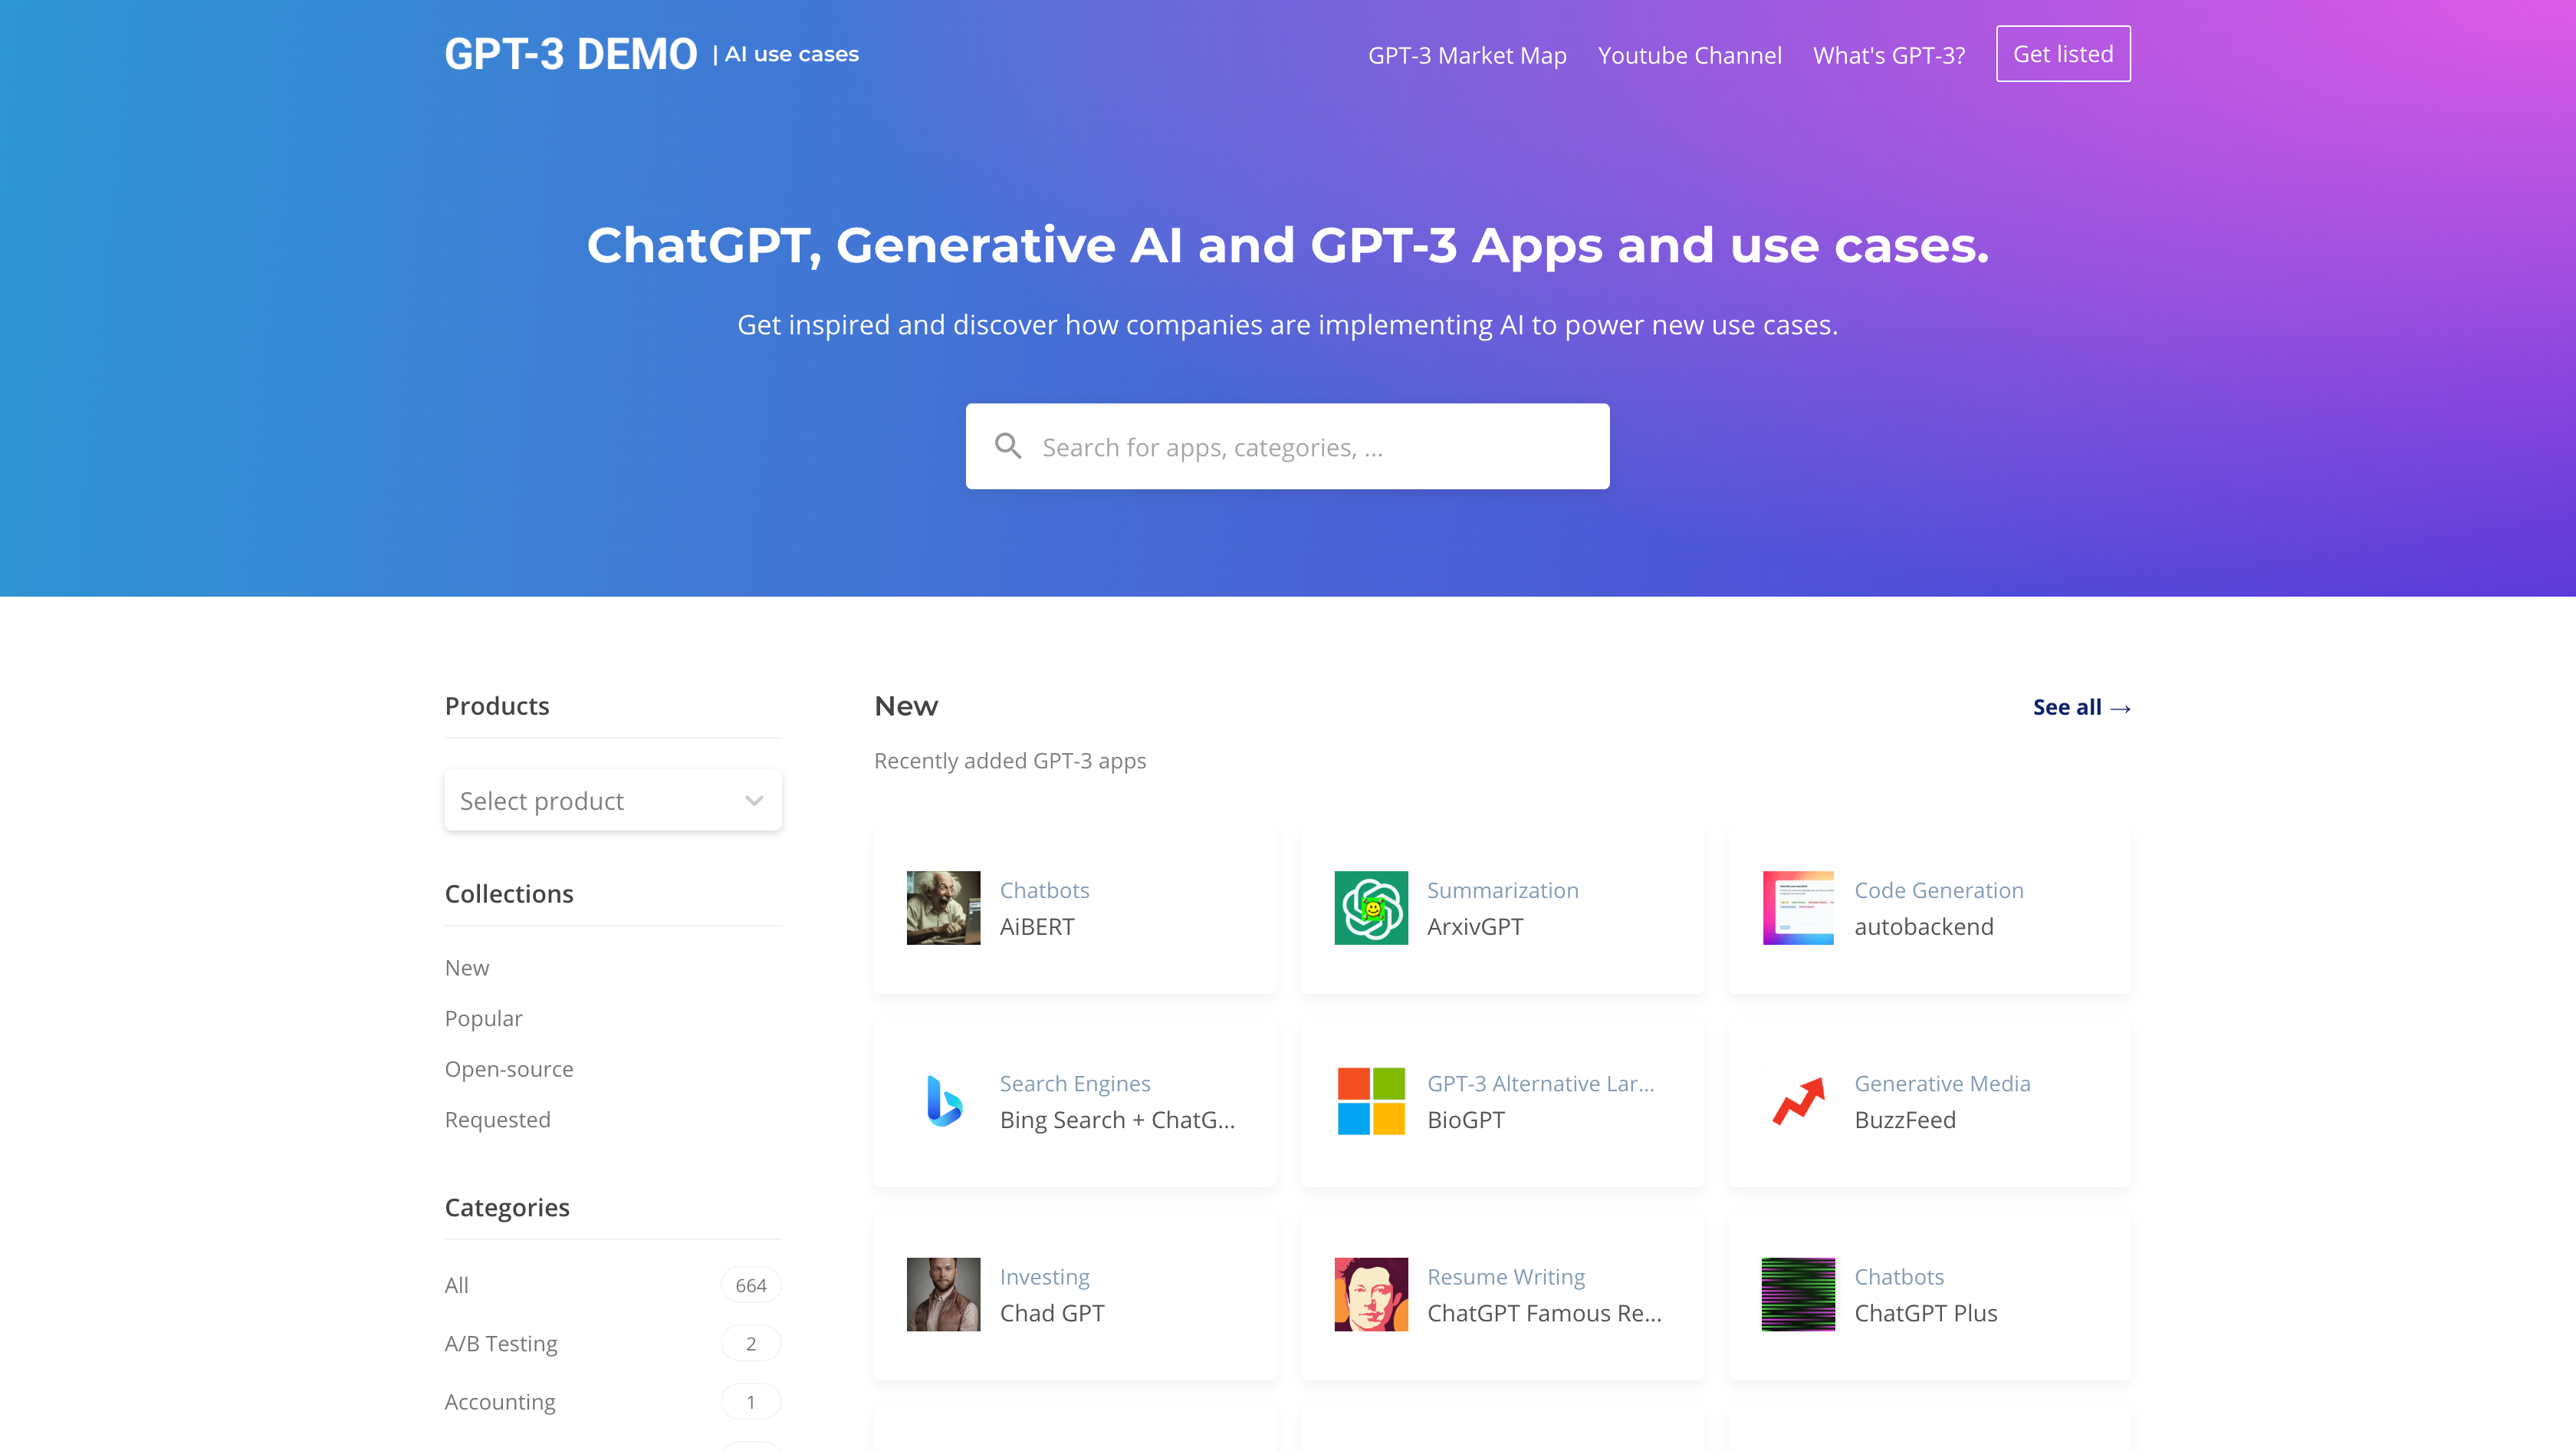 GPT-3 DEMO | AI use cases
GPT-3 Market Map
Youtube Channel
What's GPT-3?
Get listed
ChatGPT, Generative AI and GPT-3 Apps and use cases.
Get inspired and discover how companies are implementing AI to power new use cases.
Search for apps, categories, ...
Products
Select product
Collections
New
Popular
Open-source
Requested
Categories
All 664
A/B Testing 2
Accounting 1
New
See all →
Recently added GPT-3 apps
Chatbots
AiBERT
Summarization
ArxivGPT
Code Generation
autobackend
Search Engines
Bing Search + ChatG...
GPT-3 Alternative Lar...
BioGPT
Generative Media
BuzzFeed
Investing
Chad GPT
Resume Writing
ChatGPT Famous Re...
Chatbots
ChatGPT Plus